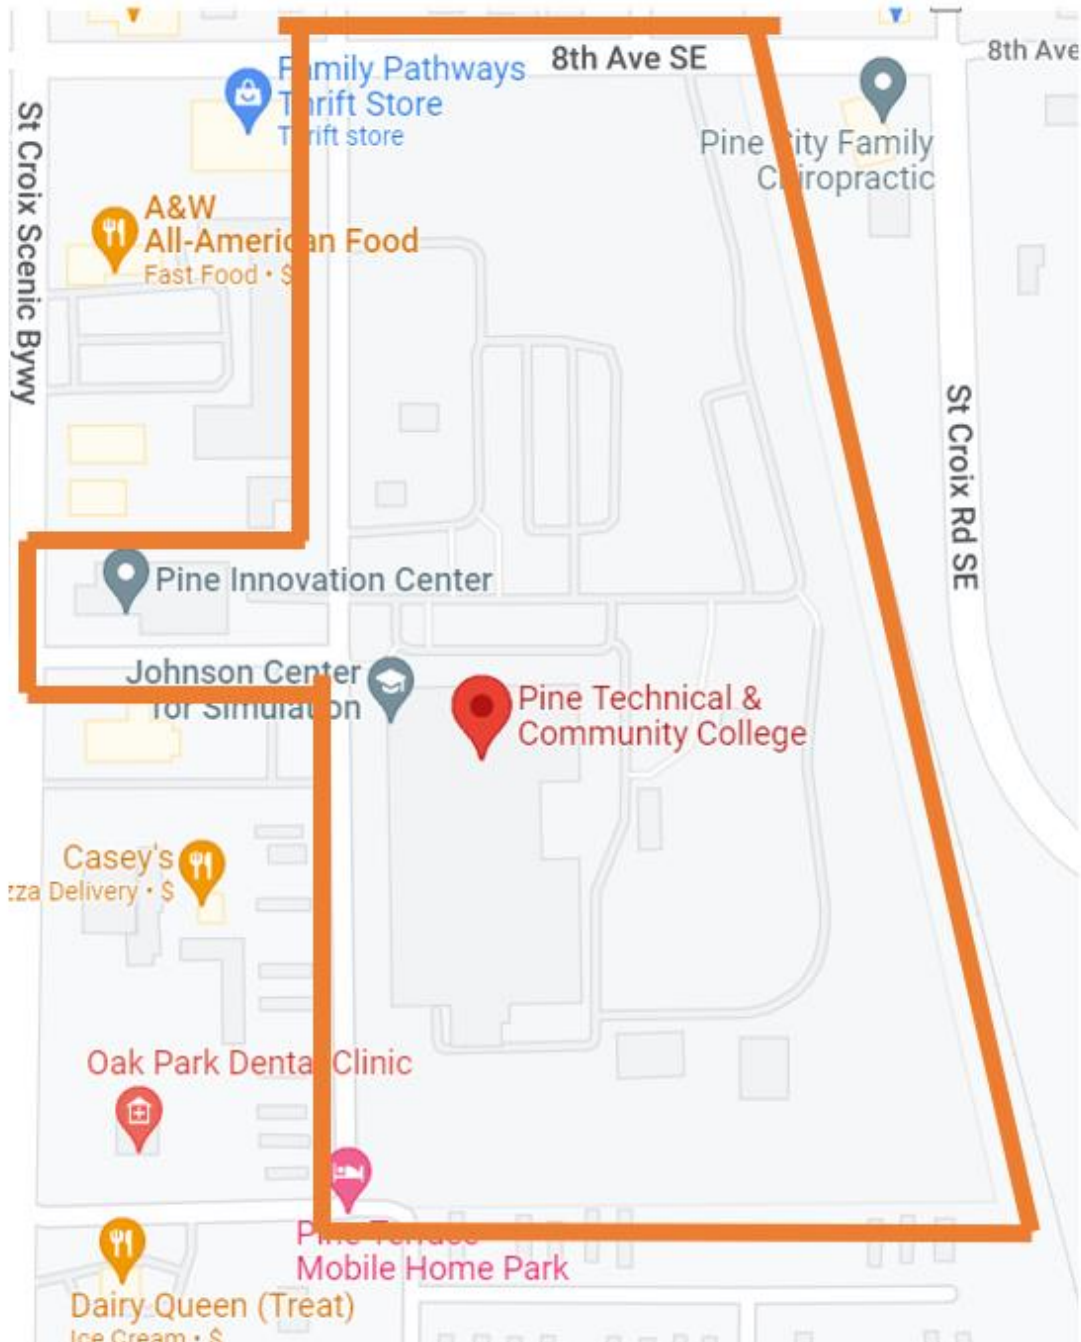 8th Ave SE
8th Ave
Family Pathways
Thrift Store
Thrift store
Pine City Family
Chiropractic
St Croix Scenic Bywy
A&W
All-American Food
Fast Food • $
St Croix Rd SE
Pine Innovation Center
Johnson Center
for Simulation
Pine Technical &
Community College
Casey's
zza Delivery • $
Oak Park Dental Clinic
Pine Terrace
Mobile Home Park
Dairy Queen (Treat)
Ice Cream • $